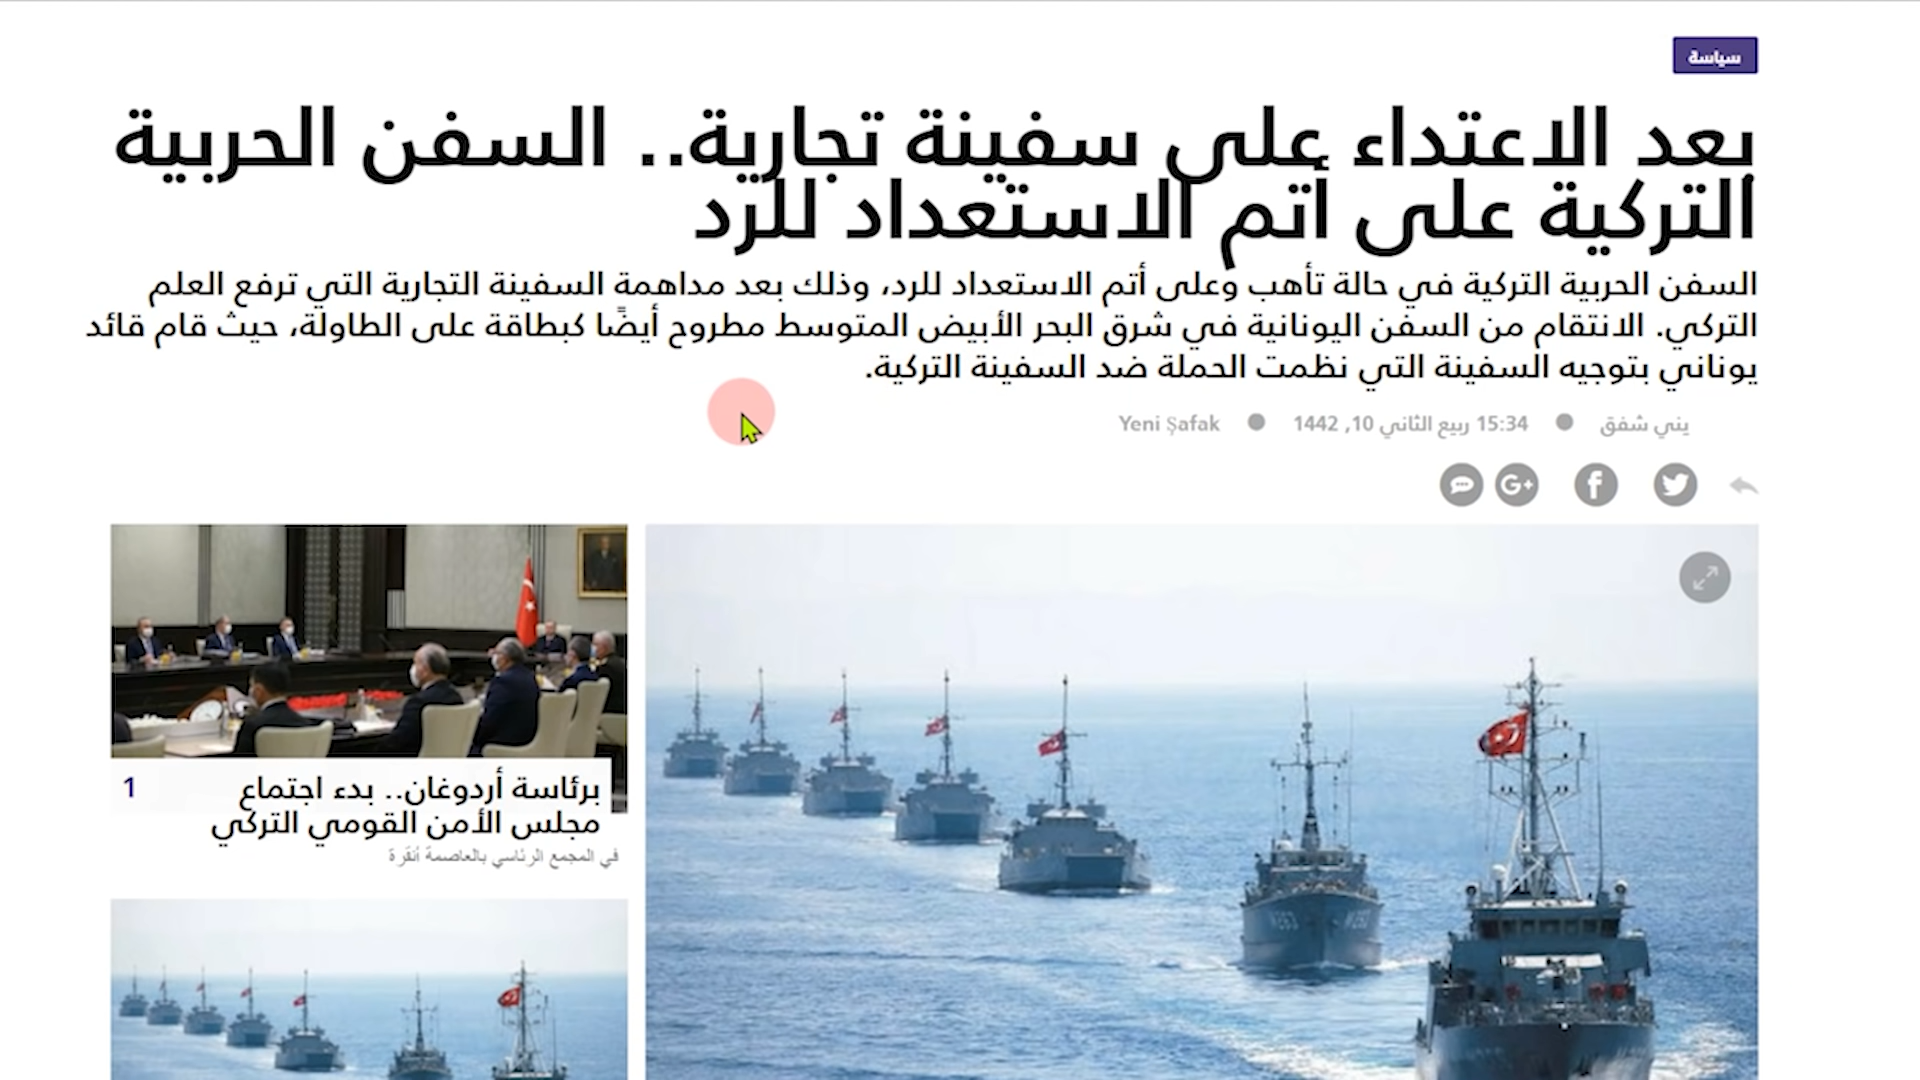 سياسة
بعد الاعتداء على سفينة تجارية.. السفن الحربية
التركية على أتم الاستعداد للرد
السفن الحربية التركية في حالة تأهب وعلى أتم الاستعداد للرد، وذلك بعد مداهمة السفينة التجارية التي ترفع العلم
التركي. الانتقام من السفن اليونانية في شرق البحر الأبيض المتوسط مطروح أيضًا كبطاقة على الطاولة، حيث قام قائد
يوناني بتوجيه السفينة التي نظمت الحملة ضد السفينة التركية.
يني شفق ● 15:34 ربيع الثاني 10, 1442 ● Yeni Şafak
برئاسة أردوغان.. بدء اجتماع
1
مجلس الأمن القومي التركي
في المجمع الرئاسي بالعاصمة أنقرة